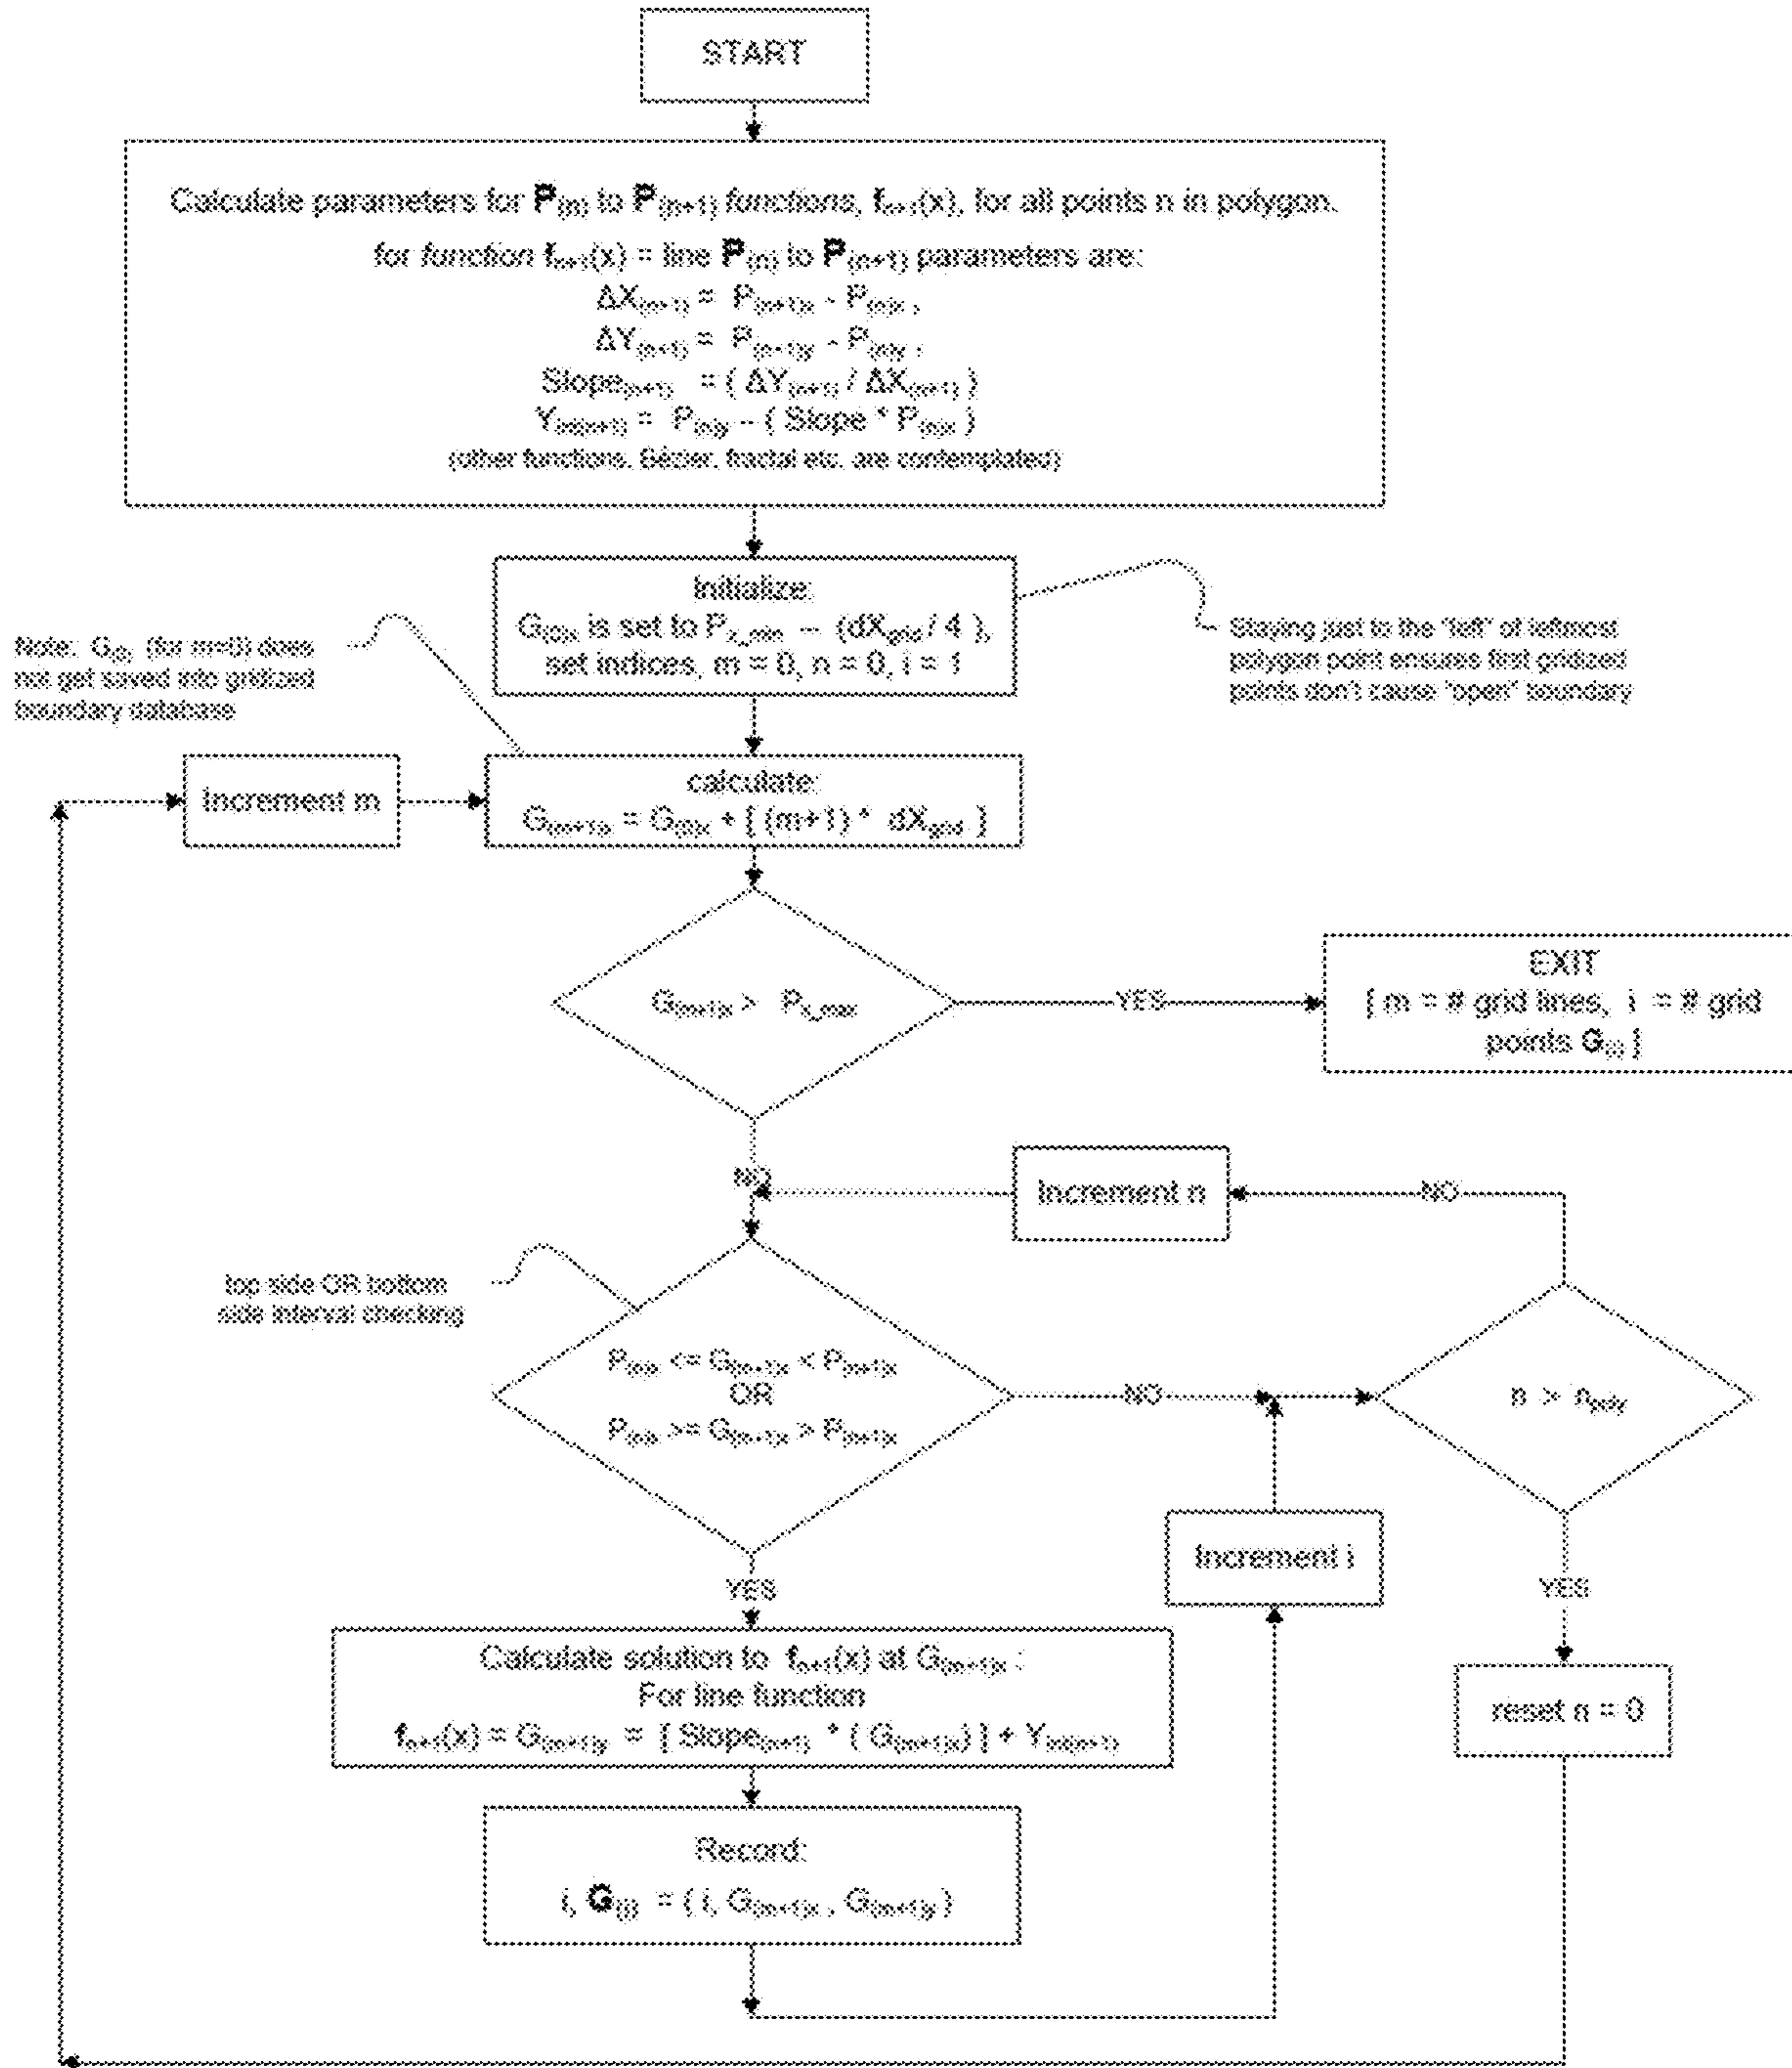 START
Calculate parameters for P(n) to P(n+1) functions, fn+1(x), for all points n in polygon.
for function fn+1(x) = line P(n) to P(n+1) parameters are:
ΔX(n+1) = P(n+1)x - P(n)x ,
ΔY(n+1) = P(n+1)y - P(n)y ,
Slope(n+1) = ( ΔY(n+1) / ΔX(n+1) )
Yint(n+1) = P(n)y – ( Slope * P(n)x )
(other functions, Bézier, fractal etc. are contemplated)
Initialize:
G(0)x is set to Px_min – (dXgrid / 4 ),
set indices, m = 0, n = 0, i = 1
Staying just to the "left" of leftmost
polygon point ensures first gridized
points don't cause "open" boundary
Note: G(0) (for m=0) does
not get saved into gridized
boundary database
Increment m
calculate:
G(m+1)x = G(0)x + [ (m+1) * dXgrid ]
G(m+1)x > Px_max
YES
EXIT
[ m = # grid lines, i = # grid
points G(i) ]
NO
Increment n
NO
top side OR bottom
side interval checking
P(n)x <= G(m+1)x < P(n+1)x
OR
P(n)x >= G(m+1)x > P(n+1)x
NO
n > npoly
Increment i
YES
YES
Calculate solution to fn+1(x) at G(m+1)x :
For line function
fn+1(x) = G(m+1)y = [ Slope(n+1) * ( G(m+1)x) ] + Yint(n+1)
reset n = 0
Record:
i, G(i) = ( i, G(m+1)x , G(m+1)y )